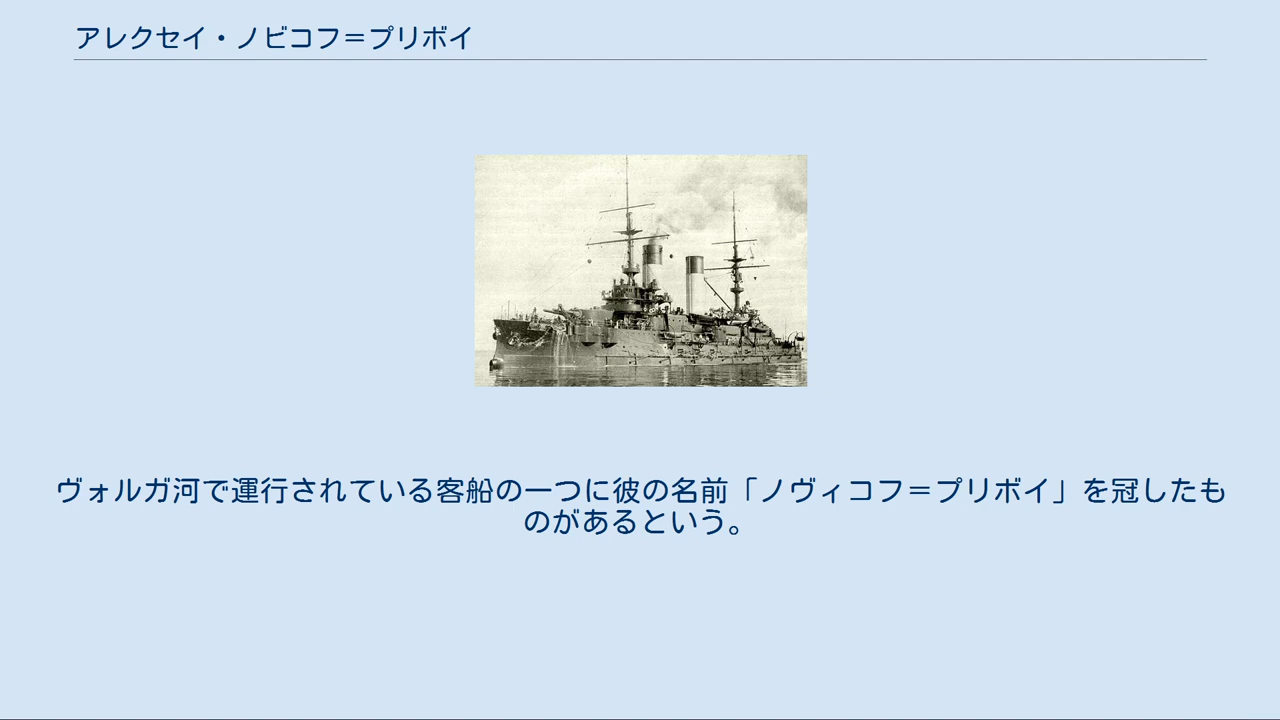 アレクセイ・ノビコフ＝プリボイ
ヴォルガ河で運行されている客船の一つに彼の名前「ノヴィコフ＝プリボイ」を冠したも
のがあるという。